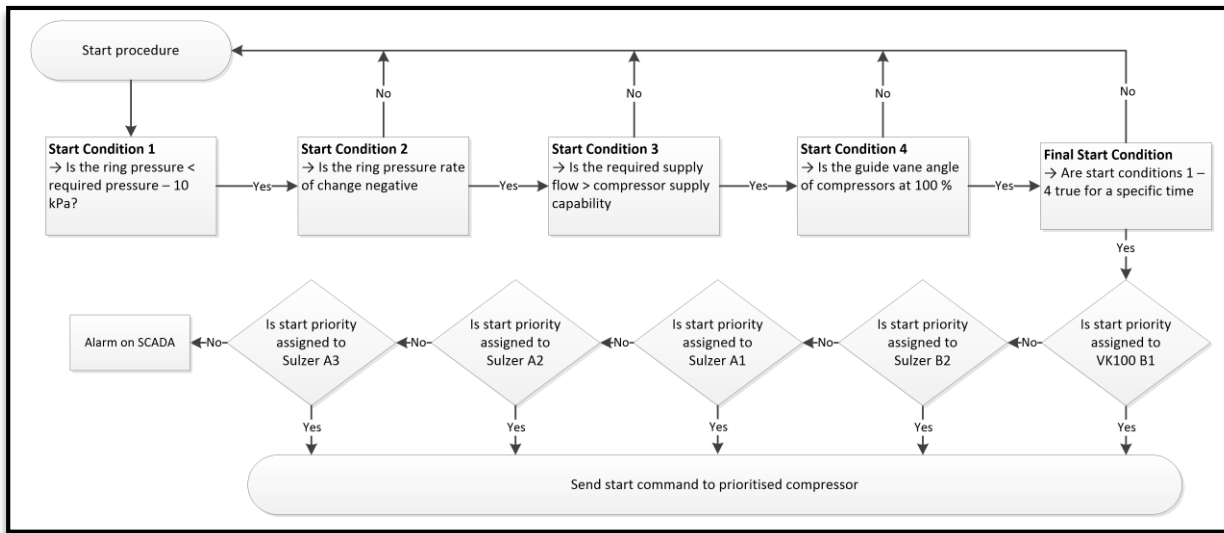 Start procedure
No
No
No
No
Start Condition 1
→ Is the ring pressure <
required pressure – 10
kPa?
Yes
Start Condition 2
→ Is the ring pressure rate
of change negative
Yes
Start Condition 3
→ Is the required supply
flow > compressor supply
capability
Yes
Start Condition 4
→ Is the guide vane angle
of compressors at 100 %
Yes
Final Start Condition
→ Are start conditions 1 –
4 true for a specific time
Yes
Is start priority
assigned to
VK100 B1
No
Is start priority
assigned to
Sulzer B2
No
Is start priority
assigned to
Sulzer A1
No
Is start priority
assigned to
Sulzer A2
No
Is start priority
assigned to
Sulzer A3
No
Alarm on SCADA
Yes
Yes
Yes
Yes
Yes
Send start command to prioritised compressor